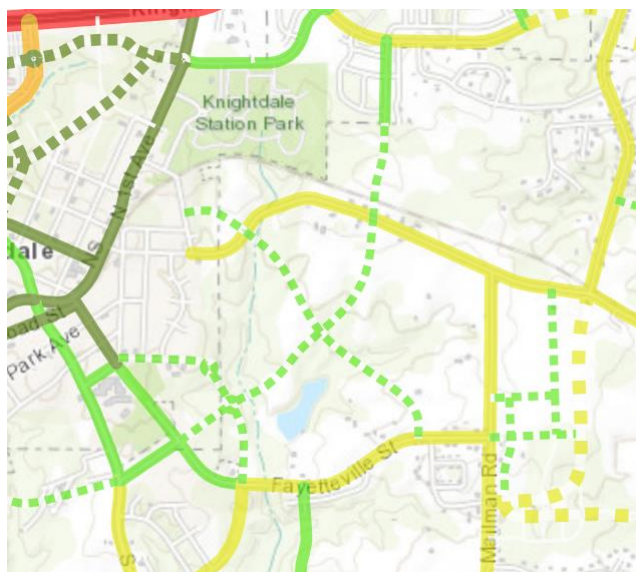 Knightdale
Station Park
N 1st Ave
dale
Park Ave
Fayetteville St
Mailman Rd
S